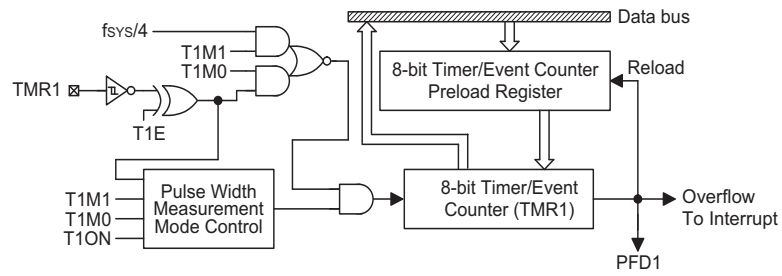 Data bus
fSYS/4
T1M1
T1M0
TMR1
T1E
8-bit Timer/Event Counter
Preload Register
Reload
T1M1
T1M0
T1ON
Pulse Width
Measurement
Mode Control
8-bit Timer/Event
Counter (TMR1)
Overflow
To Interrupt
PFD1